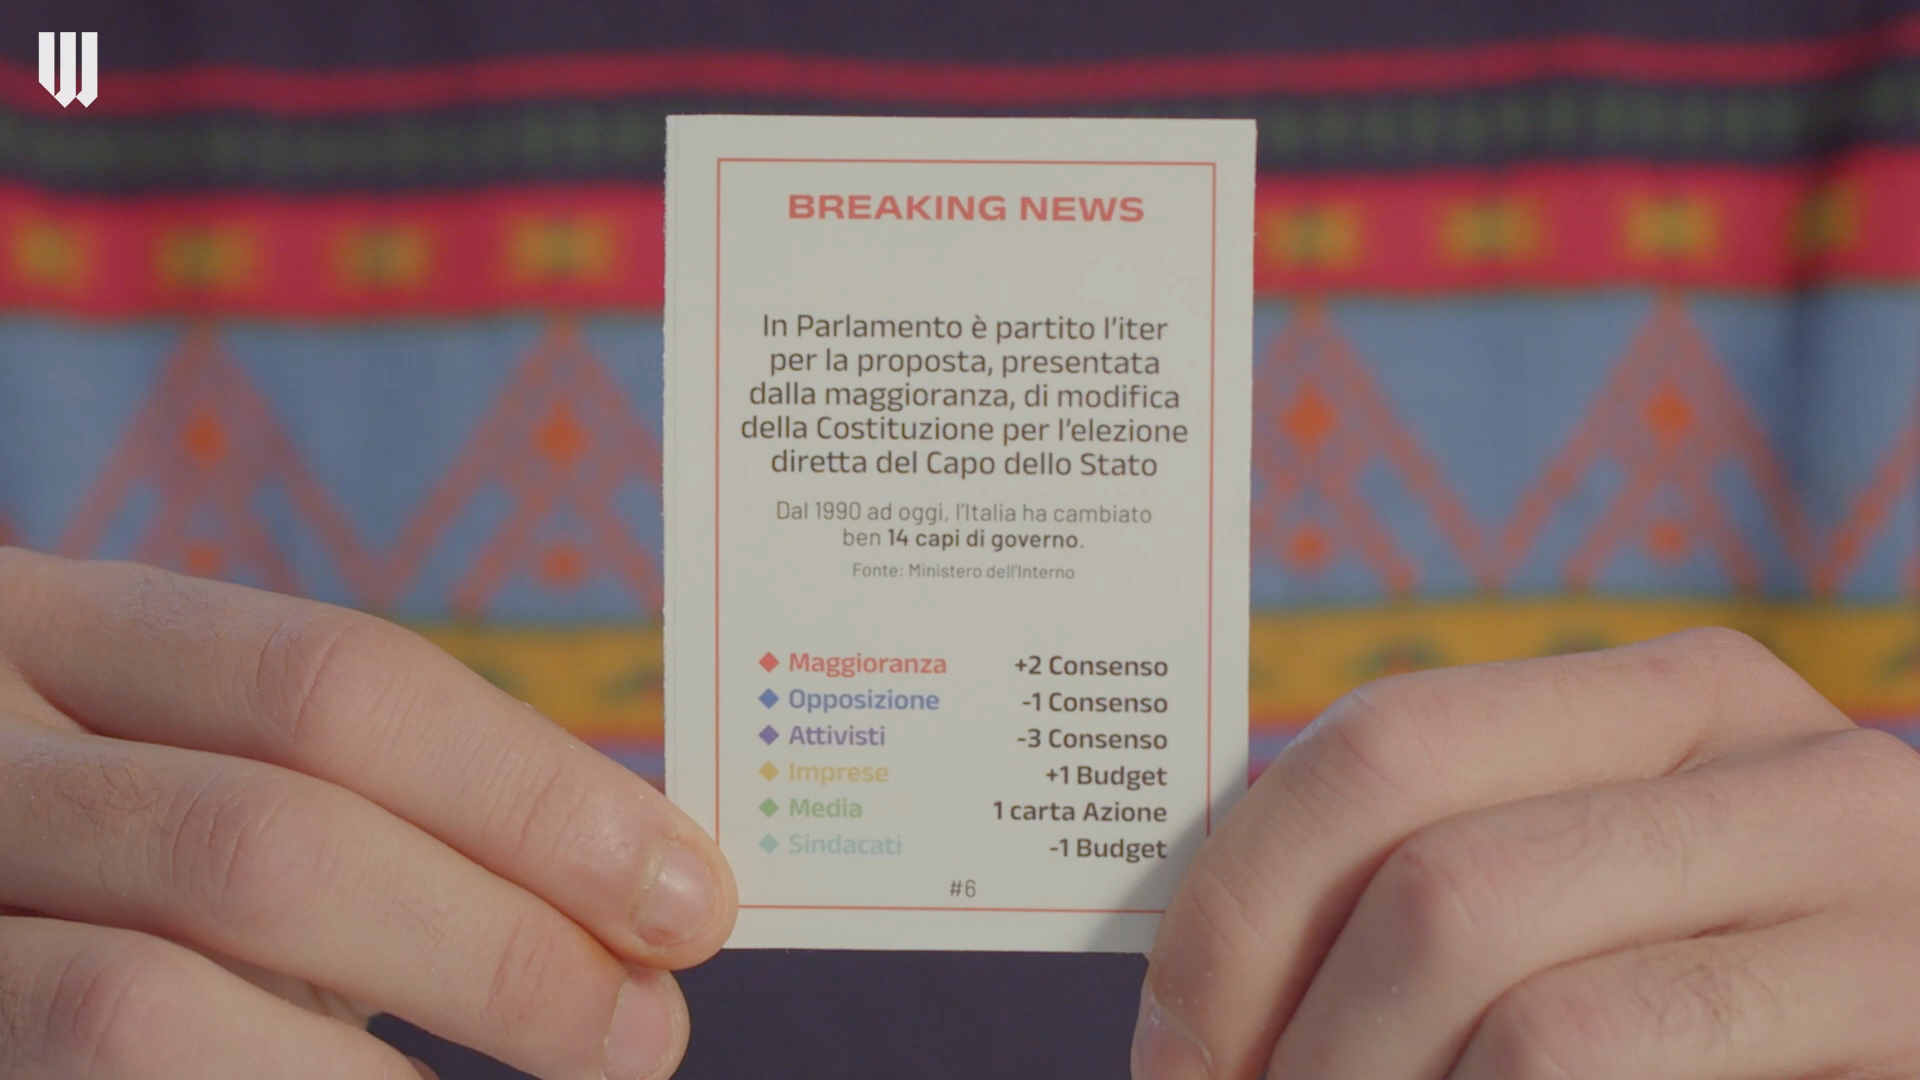 BREAKING NEWS
In Parlamento è partito l'iter
per la proposta, presentata
dalla maggioranza, di modifica
della Costituzione per l'elezione
diretta del Capo dello Stato
Dal 1990 ad oggi, l'Italia ha cambiato
ben 14 capi di governo.
Fonte: Ministero dell'Interno
Maggioranza +2 Consenso
Opposizione -1 Consenso
Attivisti -3 Consenso
Imprese +1 Budget
Media 1 carta Azione
Sindacati -1 Budget
#6